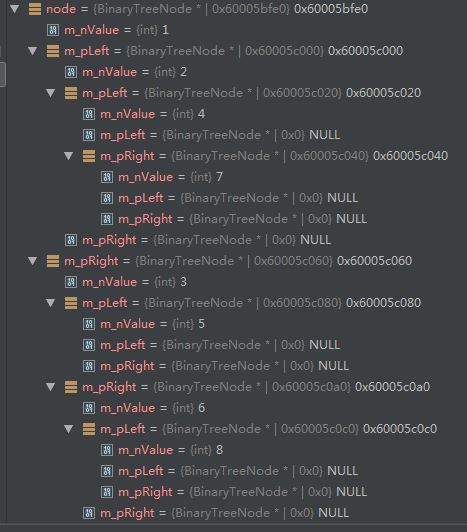 node = {BinaryTreeNode * | 0x60005bfe0} 0x60005bfe0
m_nValue = {int} 1
m_pLeft = {BinaryTreeNode * | 0x60005c000} 0x60005c000
m_nValue = {int} 2
m_pLeft = {BinaryTreeNode * | 0x60005c020} 0x60005c020
m_nValue = {int} 4
m_pLeft = {BinaryTreeNode * | 0x0} NULL
m_pRight = {BinaryTreeNode * | 0x60005c040} 0x60005c040
m_nValue = {int} 7
m_pLeft = {BinaryTreeNode * | 0x0} NULL
m_pRight = {BinaryTreeNode * | 0x0} NULL
m_pRight = {BinaryTreeNode * | 0x0} NULL
m_pRight = {BinaryTreeNode * | 0x60005c060} 0x60005c060
m_nValue = {int} 3
m_pLeft = {BinaryTreeNode * | 0x60005c080} 0x60005c080
m_nValue = {int} 5
m_pLeft = {BinaryTreeNode * | 0x0} NULL
m_pRight = {BinaryTreeNode * | 0x0} NULL
m_pRight = {BinaryTreeNode * | 0x60005c0a0} 0x60005c0a0
m_nValue = {int} 6
m_pLeft = {BinaryTreeNode * | 0x60005c0c0} 0x60005c0c0
m_nValue = {int} 8
m_pLeft = {BinaryTreeNode * | 0x0} NULL
m_pRight = {BinaryTreeNode * | 0x0} NULL
m_pRight = {BinaryTreeNode * | 0x0} NULL